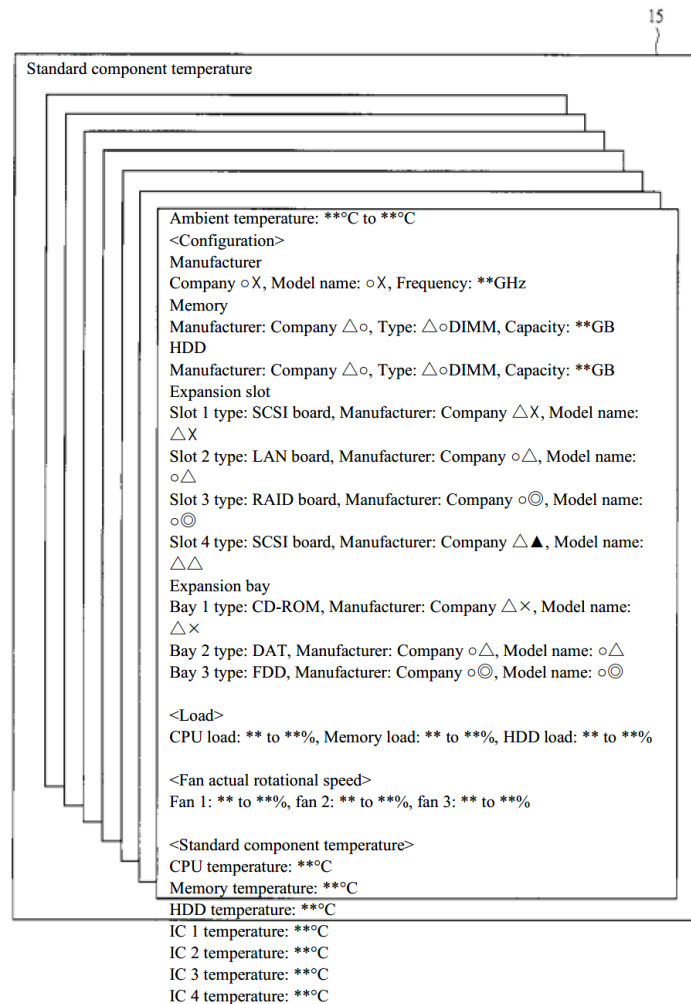 15
Standard component temperature
Ambient temperature: **°C to **°C
<Configuration>
Manufacturer
Company ○X, Model name: ○X, Frequency: **GHz
Memory
Manufacturer: Company △○, Type: △○DIMM, Capacity: **GB
HDD
Manufacturer: Company △○, Type: △○DIMM, Capacity: **GB
Expansion slot
Slot 1 type: SCSI board, Manufacturer: Company △X, Model name:
△X
Slot 2 type: LAN board, Manufacturer: Company ○△, Model name:
○△
Slot 3 type: RAID board, Manufacturer: Company ○◎, Model name:
○◎
Slot 4 type: SCSI board, Manufacturer: Company △▲, Model name:
△△
Expansion bay
Bay 1 type: CD-ROM, Manufacturer: Company △×, Model name:
△×
Bay 2 type: DAT, Manufacturer: Company ○△, Model name: ○△
Bay 3 type: FDD, Manufacturer: Company ○◎, Model name: ○◎
<Load>
CPU load: ** to **%, Memory load: ** to **%, HDD load: ** to **%
<Fan actual rotational speed>
Fan 1: ** to **%, fan 2: ** to **%, fan 3: ** to **%
<Standard component temperature>
CPU temperature: **°C
Memory temperature: **°C
HDD temperature: **°C
IC 1 temperature: **°C
IC 2 temperature: **°C
IC 3 temperature: **°C
IC 4 temperature: **°C